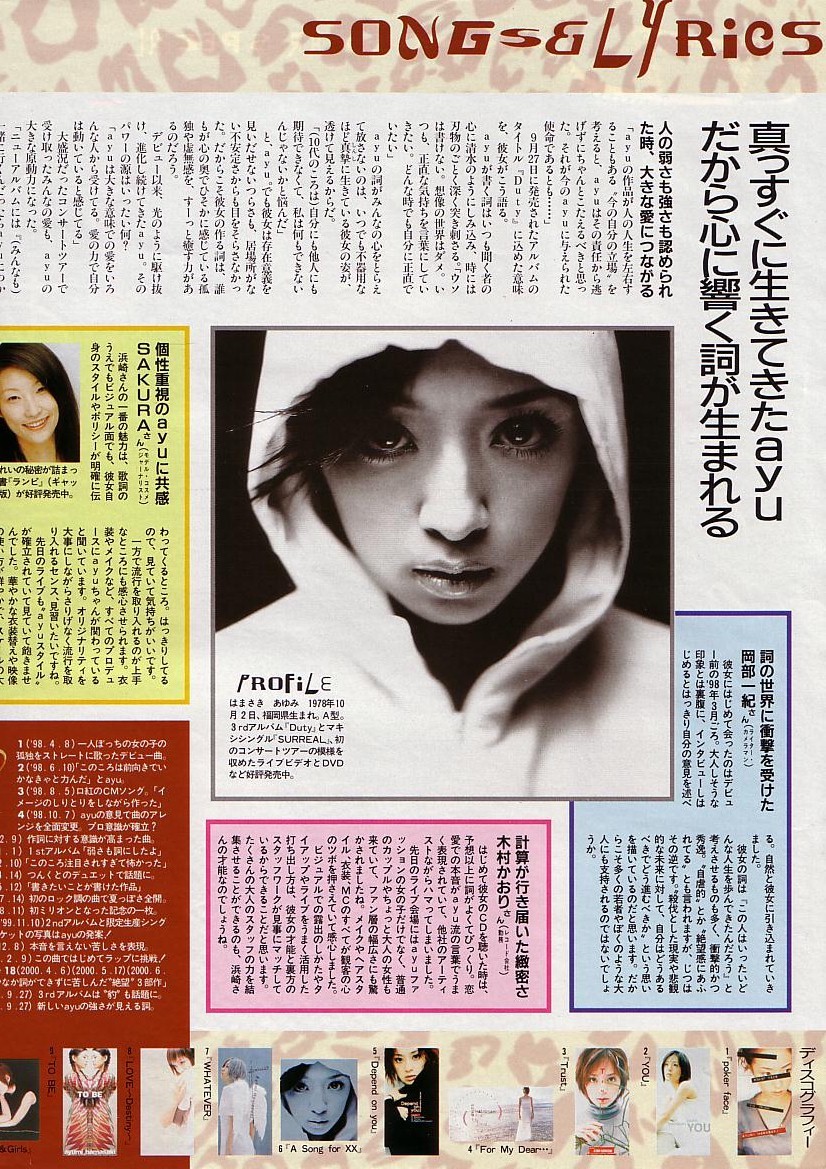 SONGS&LYRICS
真っすぐに生きてきたayu
だから心に響く詞が生まれる
人の弱さも強さも認められ
た時、大きな愛につながる
「ayuの作品が人の人生を左右す
ることもある〝今の自分の立場〟を
考えると、ayuはその責任から逃
げずにちゃんとこたえるべきと思っ
た。それが今のayuに与えられた
使命であるとも……」
9月27日に発売されたアルバムの
タイトル『Duty』に込めた意味
を、彼女がこう語る。
ayuが書く詞はいつも聞く者の
心に清水のようにしみ込み、時には
刃物のごとく深く突き刺さる。「ウソ
は書けない。想像の世界はダメ。い
つも、正直な気持ちを言葉にしてい
きたい。どんな時でも自分に正直で
いたい」
ayuの詞がみんなの心をとらえ
て放さないのは、いつでも不器用な
ほど真摯に生きている彼女の姿が、
透けて見えるからだ。
「(10代のころは)自分にも他人にも
期待できなくて、私は何もできない
んじゃないかと悩んだ」
と、ayu。でも彼女は存在意義を
見いだせないつらさも、居場所がな
い不安定さからも目をそらさなかっ
た。だからこそ彼女の作る詞は、誰
もが心の奥でひそかに感じている孤
独や虚無感を、すーっと癒す力があ
るのだろう。
デビュー以来、光のように駆け抜
け、進化し続けてきたayu。その
パワーの源はいったい何?
「ayuは大きな意味での愛をいろ
んな人から受けてる。愛の力で自分
は動いていると感じてる」
大盛況だったコンサートツアーで
受け取ったみんなの愛も、ayuの
大きな原動力になった。
「ニューアルバムには『(みんなも)
PROFILE
はまさき あゆみ 1978年10
月2日、福岡県生まれ。A型。
3rdアルバム『Duty』とマキ
シシングル『SURREAL』、初
のコンサートツアーの模様を
収めたライブビデオとDVD
など好評発売中。
個性重視のayuに共感
SAKURAさん(モデル・コスメジャーナリスト)
浜崎さんの一番の魅力は、歌詞の
うえでもビジュアル面でも、彼女自
身のスタイルやポリシーが明確に伝
わってくるところ。はっきりしてる
ので、見ていて気持ちがいいです。
一方で流行を取り入れるのが上手
なところにも感心させられます。衣
装やメイクなど、すべてのプロデュ
ースにayuちゃんが関わっている
と聞いています。オリジナリティを
大事にしながらさりげなく流行を取
り入れるセンス、見習いたいですね。
先日のライブも〝ayuスタイル〟
が確立されていて見ていて飽きませ
んでした。華やかな衣装替えや映像
れいの秘密が詰まっ
書『ランビ』(ギャッ
版)が好評発売中。
詞の世界に衝撃を受けた
岡部一紀さん(ライター・カメラマン)
彼女にはじめて会ったのはデビュ
ー前の'98年3月ごろ。大人しそうな
印象とは裏腹に、インタビューしは
じめるとはっきり自分の意見を述べ
る。自然と彼女に引き込まれていき
ました。
彼女の詞は「この人はいったいど
んな人生を歩んできたんだろう」と
考えさせるものも多く、衝撃的かつ
秀逸。〝自虐的〟とか〝絶望感にあふ
れてる〟とも言われますが、じつは
その逆です。殺伐とした現実や悲観
的な未来に対して、自分はどうある
べきでどう進むべきか、という思い
を描いているのだと思います。だか
らこそ多くの若者やぼくのような大
人にも支持されるのではないでしょ
うか。
計算が行き届いた緻密さ
木村かおりさん(レコード会社勤務)
はじめて彼女のCDを聴いた時は、
予想以上に詞がよくてびっくり。恋
愛での本音がayu流の言葉でうま
く表現されていて、他社のアーティ
ストながらハマってしまいました。
先日のライブ会場にはayuファ
ッションの女の子だけでなく、普通
のカップルやちょっと大人の女性も
来ていて、ファン層の幅広さにも驚
かされましたね。メイクやヘアスタ
イル、衣装、MCのすべてが観客の心
のツボを押さえていて感心しました。
ビジュアルでの露出のしかたやタ
イアップやライブをうまく活用した
打ち出し方は、彼女の才能と裏方の
スタッフワークが見事にマッチして
いるからできることだと思います。
たくさんの大人のスタッフの力を結
集させることができるのも、浜崎さ
んの才能なのでしょうね。
1('98.4.8)一人ぼっちの女の子の
孤独をストレートに歌ったデビュー曲。
2('98.6.10)「このころは前向きでい
かなきゃと力んだ」とayu。
3('98.8.5)口紅のCMソング。「イ
メージのしりとりをしながら作った」
4('98.10.7)ayuの意見で曲のアレ
ンジを全面変更。プロ意識が確立?
2.9)作詞に対する意識が高まった曲。
1.1)1stアルバム「弱さも詞にしたよ」
2.10)「このころ注目されすぎて怖かった」
4.14)つんくとのデュエットで話題に。
5.12)「書きたいことが書けた作品」
7.14)初のロック調の曲で夏っぽさ全開。
8.11)初ミリオンとなった記念の一枚。
'99.11.10)2ndアルバムと限定生産シング
ケットの写真はayuの発案!
2.8)本音を言えない苦しさを表現。
2.9)この曲ではじめてラップに挑戦!
18(2000.4.6)(2000.5.17)(2000.6.
なか詞ができずに苦しんだ〝絶望〟3部作」
.9.27)3rdアルバムは〝豹〟も話題に。
.9.27)新しいayuの強さが見える詞。
ディスコグラフィー
1『poker face』
2『YOU』
3『Trust』
4『For My Dear…』
5『Depend on you』
6『A Song for ××』
7『WHATEVER』
8『LOVE〜Destiny〜』
9『TO BE』
&Girls』
YOU
Depend on you
TO BE
ayumi hamasaki